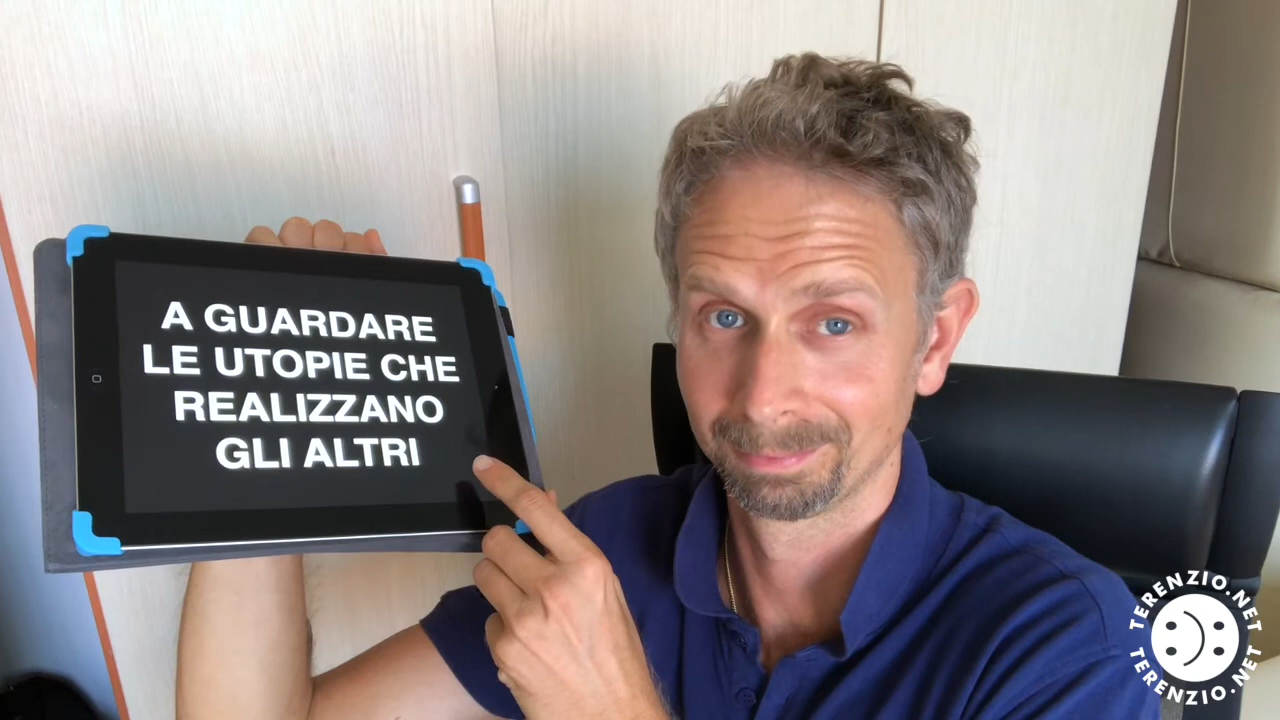 A GUARDARE
LE UTOPIE CHE
REALIZZANO
GLI ALTRI
TERENZIO.NET
TERENZIO.NET